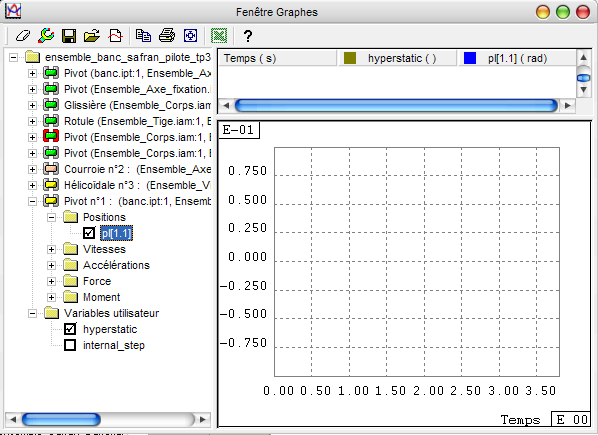 Fenêtre Graphes
?
ensemble_banc_safran_pilote_tp3
Pivot (banc.ipt:1, Ensemble_Ax
Pivot (Ensemble_Axe_fixation.i
Glissière (Ensemble_Corps.iam
Rotule (Ensemble_Tige.iam:1, E
Pivot (Ensemble_Corps.iam:1, E
Pivot (Ensemble_Corps.iam:1, E
Courroie n°2 : (Ensemble_Axe
Hélicoïdale n°3 : (Ensemble_Vi
Pivot n°1 : (banc.ipt:1, Ensemb
Positions
pl[1.1]
Vitesses
Accélérations
Force
Moment
Variables utilisateur
hyperstatic
internal_step
Temps ( s) hyperstatic ( ) pl[1.1] ( rad)
E-01
0.750
0.500
0.250
0.000
-0.250
-0.500
-0.750
0.00 0.50 1.00 1.50 2.00 2.50 3.00 3.50
Temps E 00